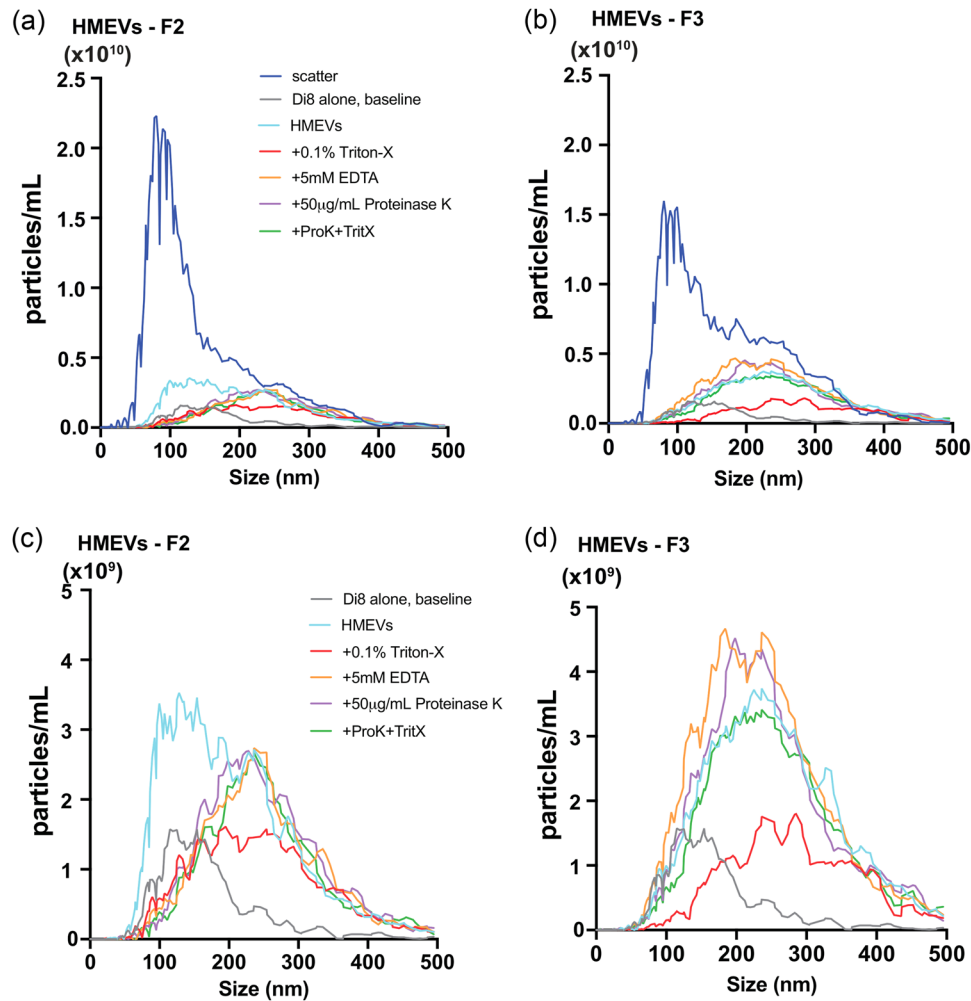 (a)
HMEVs - F2
(x10¹⁰)
2.5
2.0
1.5
1.0
0.5
0.0
particles/mL
0 100 200 300 400 500
Size (nm)
scatter
Di8 alone, baseline
HMEVs
+0.1% Triton-X
+5mM EDTA
+50μg/mL Proteinase K
+ProK+TritX
(b)
HMEVs - F3
(x10¹⁰)
2.5
2.0
1.5
1.0
0.5
0.0
particles/mL
0 100 200 300 400 500
Size (nm)
(c)
HMEVs - F2
(x10⁹)
5
4
3
2
1
0
particles/mL
0 100 200 300 400 500
Size (nm)
Di8 alone, baseline
HMEVs
+0.1% Triton-X
+5mM EDTA
+50μg/mL Proteinase K
+ProK+TritX
(d)
HMEVs - F3
(x10⁹)
5
4
3
2
1
0
particles/mL
0 100 200 300 400 500
Size (nm)